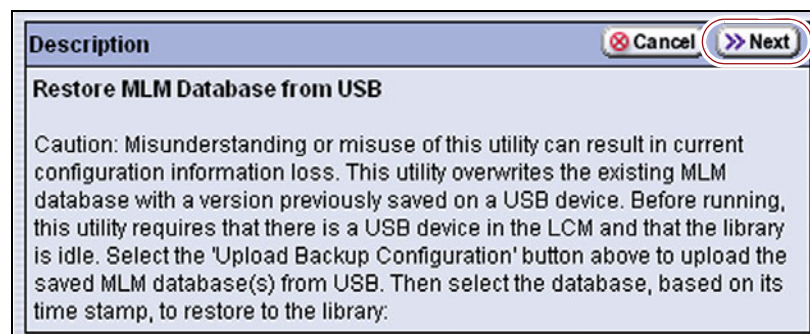 Description Cancel Next
Restore MLM Database from USB
Caution: Misunderstanding or misuse of this utility can result in current
configuration information loss. This utility overwrites the existing MLM
database with a version previously saved on a USB device. Before running,
this utility requires that there is a USB device in the LCM and that the library
is idle. Select the 'Upload Backup Configuration' button above to upload the
saved MLM database(s) from USB. Then select the database, based on its
time stamp, to restore to the library: